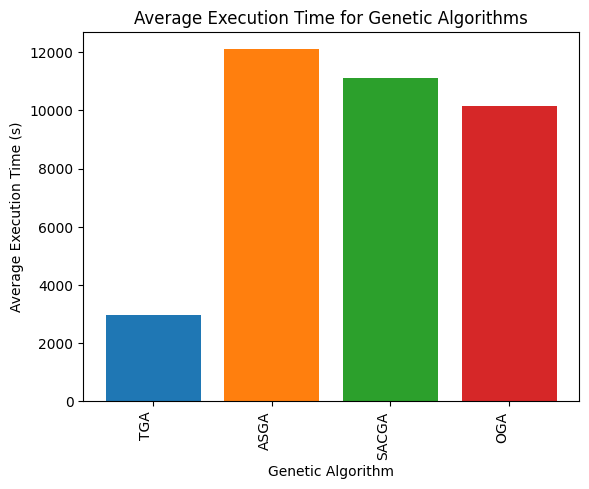 Average Execution Time for Genetic Algorithms
Average Execution Time (s)
12000
10000
8000
6000
4000
2000
0
TGA
ASGA
SACGA
OGA
Genetic Algorithm